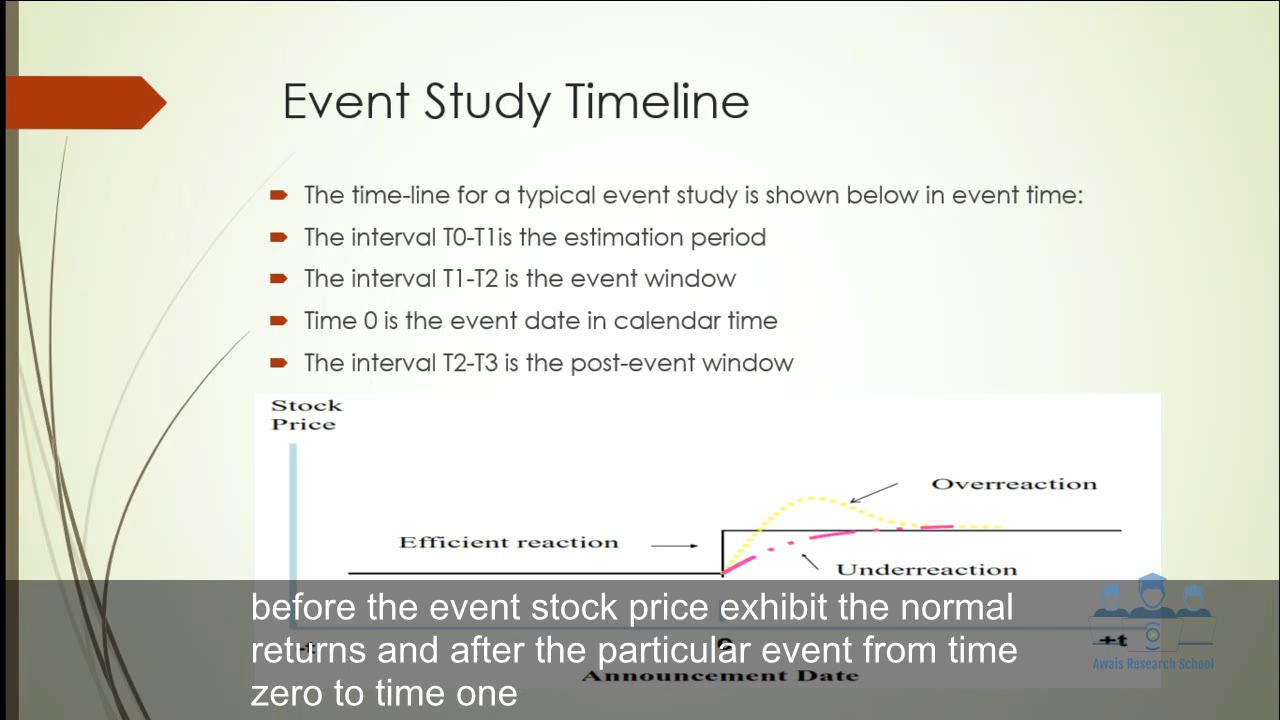 Event Study Timeline
The time-line for a typical event study is shown below in event time:
The interval T0-T1is the estimation period
The interval T1-T2 is the event window
Time 0 is the event date in calendar time
The interval T2-T3 is the post-event window
Stock
Price
Overreaction
Efficient reaction
Underreaction
before the event stock price exhibit the normal
returns and after the particular event from time
zero to time one
-t
0
+t
Announcement Date
Awais Research School